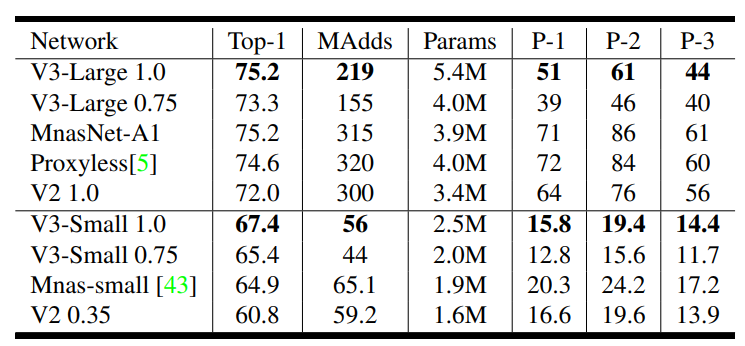 Network Top-1 MAdds Params P-1 P-2 P-3
V3-Large 1.0 75.2 219 5.4M 51 61 44
V3-Large 0.75 73.3 155 4.0M 39 46 40
MnasNet-A1 75.2 315 3.9M 71 86 61
Proxyless[5] 74.6 320 4.0M 72 84 60
V2 1.0 72.0 300 3.4M 64 76 56
V3-Small 1.0 67.4 56 2.5M 15.8 19.4 14.4
V3-Small 0.75 65.4 44 2.0M 12.8 15.6 11.7
Mnas-small [43] 64.9 65.1 1.9M 20.3 24.2 17.2
V2 0.35 60.8 59.2 1.6M 16.6 19.6 13.9